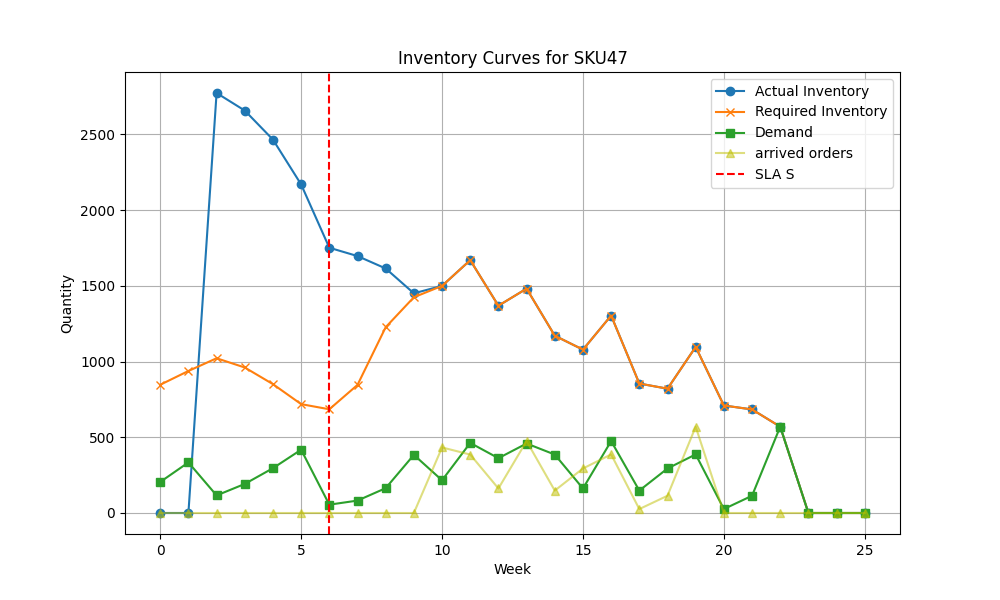 Inventory Curves for SKU47
Actual Inventory
Required Inventory
Demand
arrived orders
SLA S
Quantity
2500
2000
1500
1000
500
0
0 5 10 15 20 25
Week